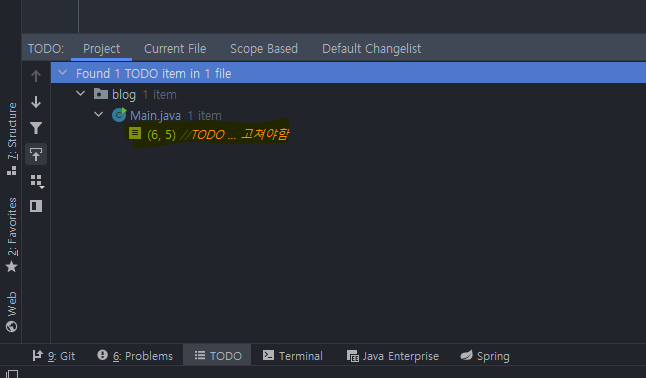 TODO: Project Current File Scope Based Default Changelist
Found 1 TODO item in 1 file
blog 1 item
Main.java 1 item
(6, 5) //TODO ... 고쳐야함
7: Structure
2: Favorites
Web
9: Git 6: Problems TODO Terminal Java Enterprise Spring